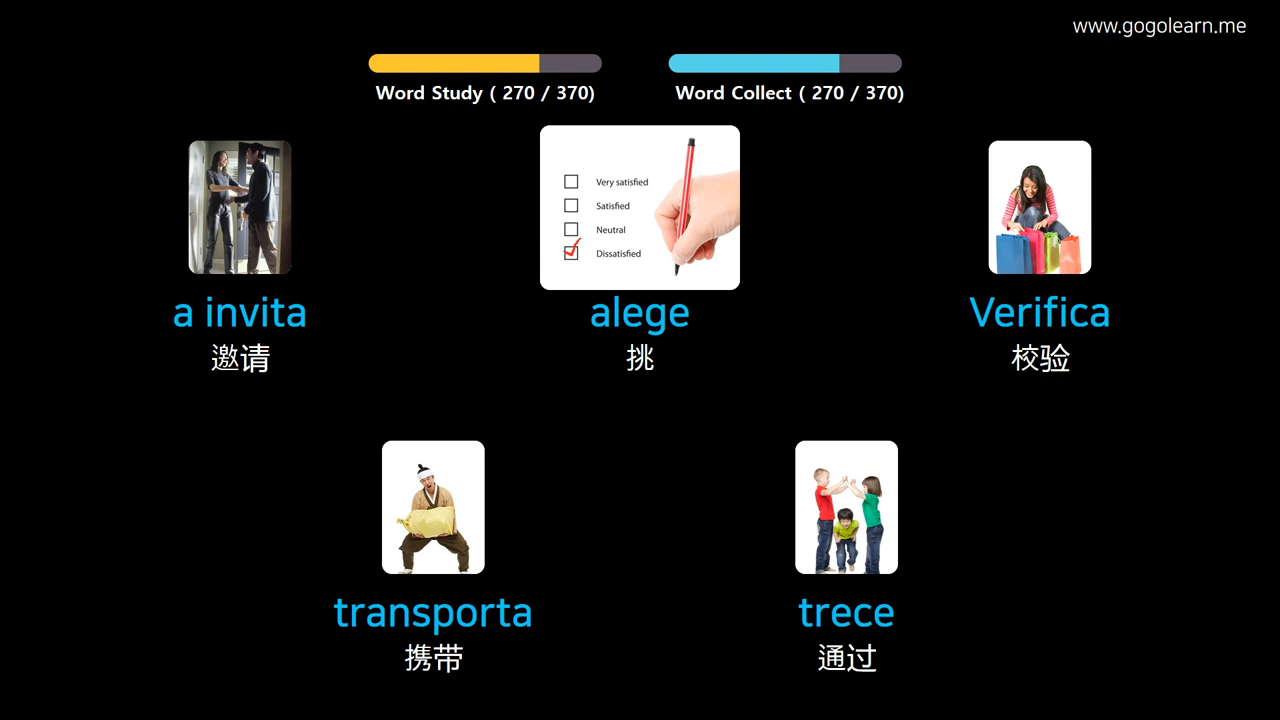 www.gogolearn.me
Word Study ( 270 / 370)
Word Collect ( 270 / 370)
Very satisfied
Satisfied
Neutral
Dissatisfied
a invita
邀请
alege
挑
Verifica
校验
transporta
携带
trece
通过